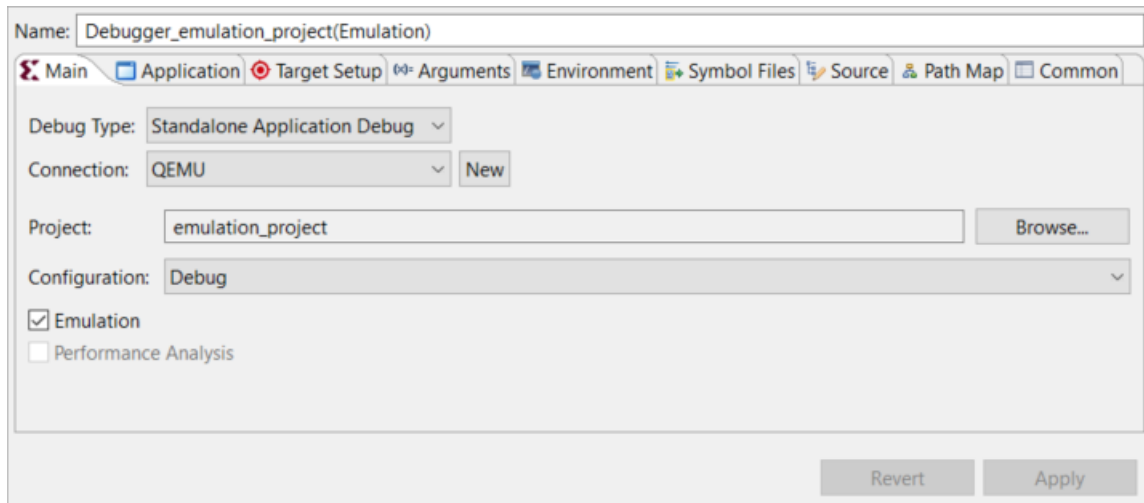 Name: Debugger_emulation_project(Emulation)
Main Application Target Setup Arguments Environment Symbol Files Source Path Map Common
Debug Type: Standalone Application Debug
Connection: QEMU New
Project: emulation_project Browse...
Configuration: Debug
Emulation
Performance Analysis
Revert Apply